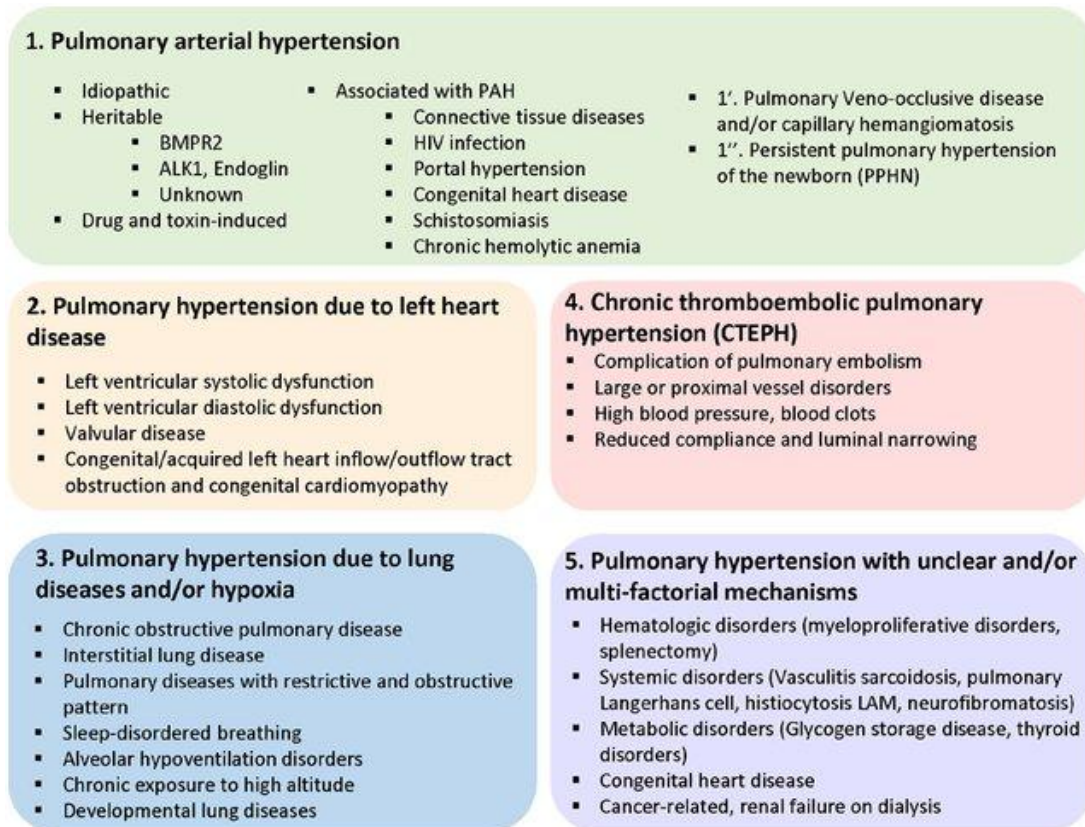 1. Pulmonary arterial hypertension
▪ Idiopathic
▪ Heritable
▪ BMPR2
▪ ALK1, Endoglin
▪ Unknown
▪ Drug and toxin-induced
▪ Associated with PAH
▪ Connective tissue diseases
▪ HIV infection
▪ Portal hypertension
▪ Congenital heart disease
▪ Schistosomiasis
▪ Chronic hemolytic anemia
▪ 1′. Pulmonary Veno-occlusive disease
and/or capillary hemangiomatosis
▪ 1′′. Persistent pulmonary hypertension
of the newborn (PPHN)
2. Pulmonary hypertension due to left heart
disease
▪ Left ventricular systolic dysfunction
▪ Left ventricular diastolic dysfunction
▪ Valvular disease
▪ Congenital/acquired left heart inflow/outflow tract
obstruction and congenital cardiomyopathy
4. Chronic thromboembolic pulmonary
hypertension (CTEPH)
▪ Complication of pulmonary embolism
▪ Large or proximal vessel disorders
▪ High blood pressure, blood clots
▪ Reduced compliance and luminal narrowing
3. Pulmonary hypertension due to lung
diseases and/or hypoxia
▪ Chronic obstructive pulmonary disease
▪ Interstitial lung disease
▪ Pulmonary diseases with restrictive and obstructive
pattern
▪ Sleep-disordered breathing
▪ Alveolar hypoventilation disorders
▪ Chronic exposure to high altitude
▪ Developmental lung diseases
5. Pulmonary hypertension with unclear and/or
multi-factorial mechanisms
▪ Hematologic disorders (myeloproliferative disorders,
splenectomy)
▪ Systemic disorders (Vasculitis sarcoidosis, pulmonary
Langerhans cell, histiocytosis LAM, neurofibromatosis)
▪ Metabolic disorders (Glycogen storage disease, thyroid
disorders)
▪ Congenital heart disease
▪ Cancer-related, renal failure on dialysis